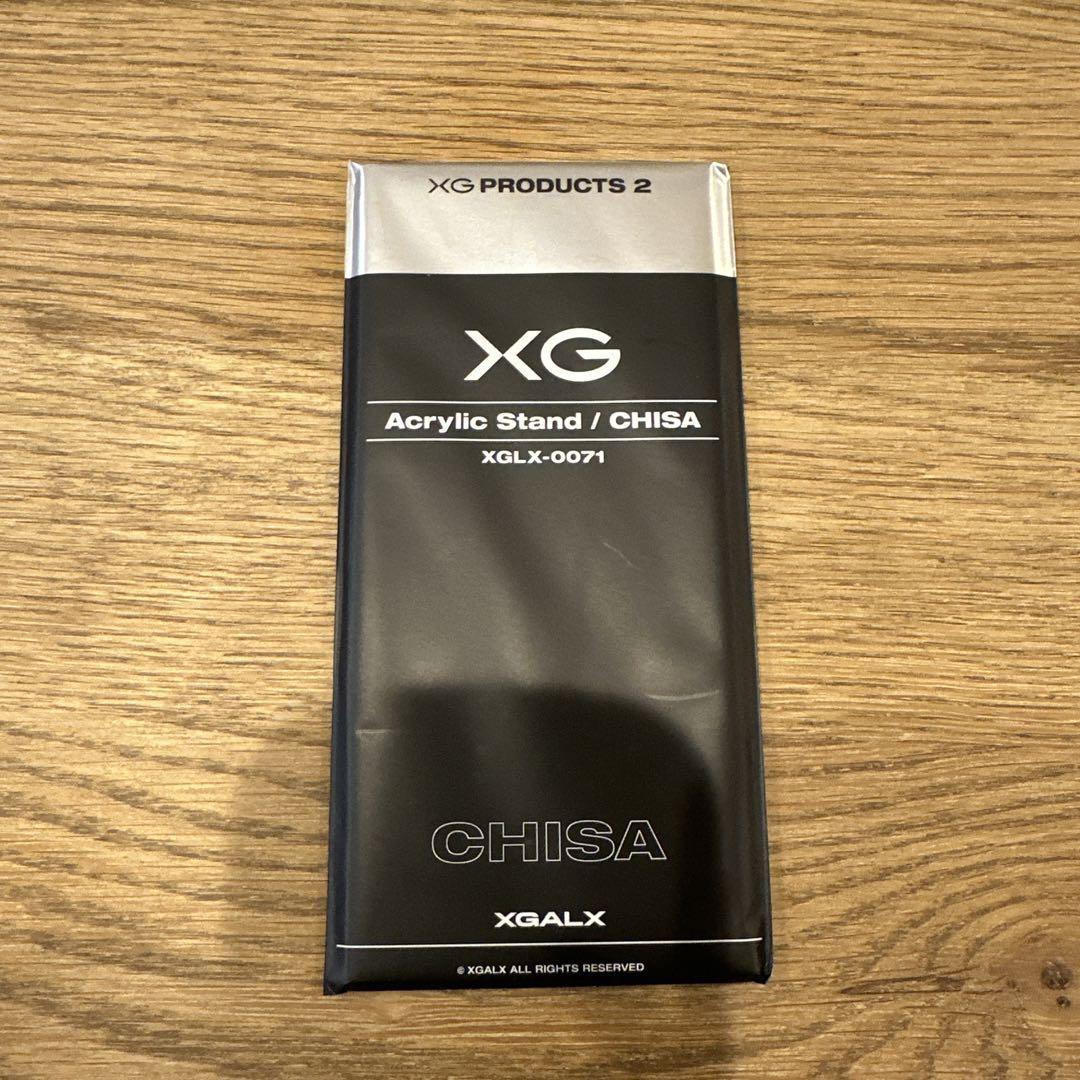 XG PRODUCTS 2
XG
Acrylic Stand / CHISA
XGLX-0071
CHISA
XGALX
© XGALX ALL RIGHTS RESERVED